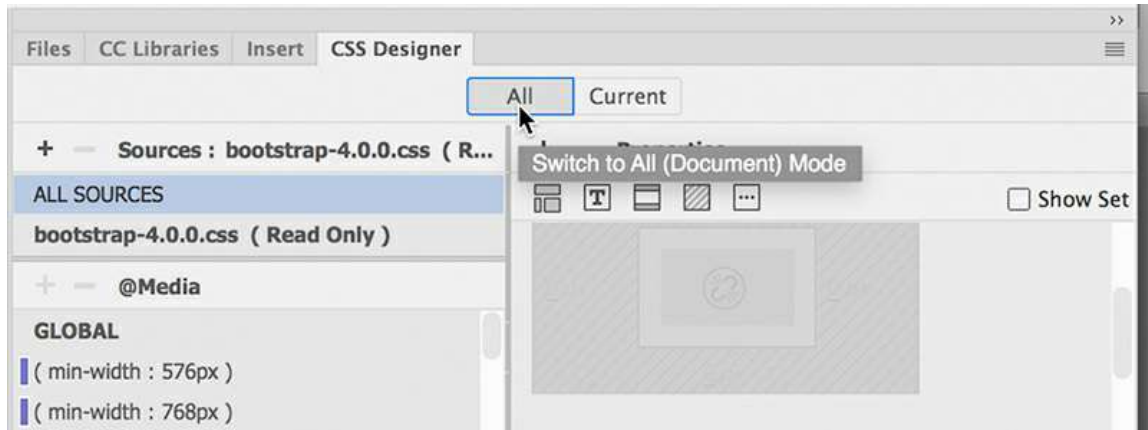 Files CC Libraries Insert CSS Designer
All Current
Sources : bootstrap-4.0.0.css ( R...
Switch to All (Document) Mode
ALL SOURCES
T
Show Set
bootstrap-4.0.0.css ( Read Only )
@Media
GLOBAL
( min-width : 576px )
( min-width : 768px )